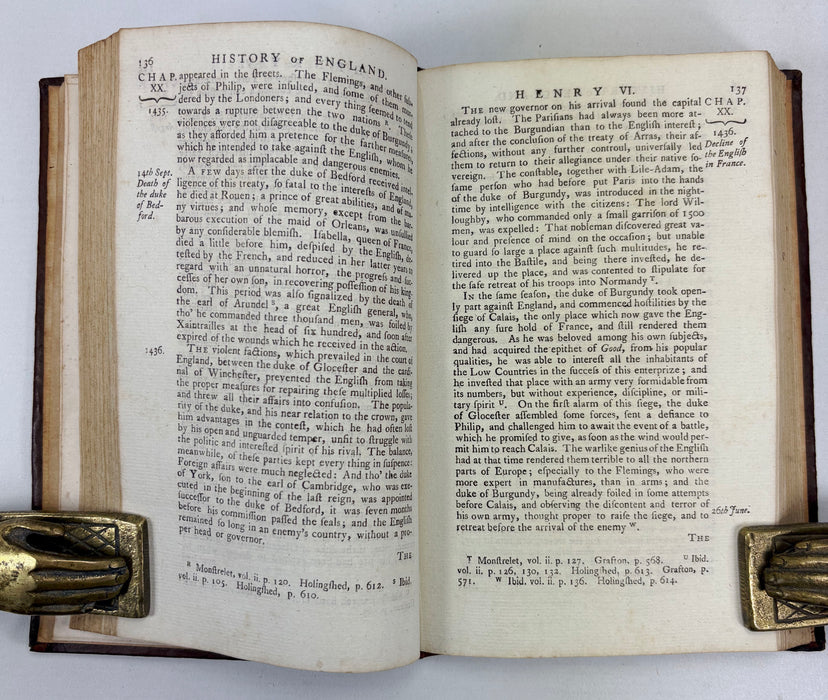 136 HISTORY of ENGLAND.
CHAP. XX.
1435.
appeared in the ſtreets. The Flemings, and other ſub-
jects of Philip, were inſulted, and ſome of them mur-
dered by the Londoners; and every thing ſeemed to tend
towards a rupture between the two nations ᴿ. Theſe
violences were not diſagreeable to the duke of Burgundy;
as they afforded him a pretence for the farther meaſures,
which he intended to take againſt the Engliſh, whom he
now regarded as implacable and dangerous enemies.
14th Sept.
Death of
the duke
of Bed-
ford.
A FEW days after the duke of Bedford received intel-
ligence of this treaty, ſo fatal to the intereſts of England,
he died at Rouen; a prince of great abilities, and of ma-
ny virtues; and whoſe memory, except from the bar-
barous execution of the maid of Orleans, was unſullied
by any conſiderable blemiſh. Iſabella, queen of France,
died a little before him, deſpiſed by the Engliſh, de-
teſted by the French, and reduced in her latter years to
regard with an unnatural horror, the progreſs and ſuc-
ceſſes of her own ſon, in recovering poſſeſſion of his king-
dom. This period was alſo ſignalized by the death of
the earl of Arundel ˢ, a great Engliſh general, who,
tho' he commanded three thouſand men, was foiled by
Xaintrailles at the head of ſix hundred, and ſoon after
expired of the wounds which he received in the action.
1436.
THE violent factions, which prevailed in the court of
England, between the duke of Gloceſter and the cardi-
nal of Wincheſter, prevented the Engliſh from taking
the proper meaſures for repairing theſe multiplied loſſes;
and threw all their affairs into confuſion. The popula-
rity of the duke, and his near relation to the crown, gave
him advantages in the conteſt, which he had often loſt
by his open and unguarded temper, unfit to ſtruggle with
the politic and intereſted ſpirit of his rival. The balance,
meanwhile, of theſe parties kept every thing in ſuſpence:
Foreign affairs were much neglected: And tho' the duke
of York, ſon to the earl of Cambridge, who was exe-
cuted in the beginning of the laſt reign, was appointed
ſucceſſor to the duke of Bedford, it was ſeven months
before his commiſſion paſſed the ſeals; and the Engliſh
remained ſo long in an enemy's country, without a pro-
per head or governor.
THE
ᴿ Monſtrelet, vol. ii. p. 120. Holingſhed, p. 612. ˢ Ibid.
vol. ii. p. 105. Holingſhed, p. 610.
HENRY VI. 137
CHAP. XX.
1436.
Decline of
the Engliſh
in France.
THE new governor on his arrival found the capital
already loſt. The Pariſians had always been more at-
tached to the Burgundian than to the Engliſh intereſt;
and after the concluſion of the treaty of Arras, their af-
fections, without any further controul, univerſally led
them to return to their allegiance under their native ſo-
vereign. The conſtable, together with Lile-Adam, the
ſame perſon who had before put Paris into the hands
of the duke of Burgundy, was introduced in the night-
time by intelligence with the citizens: The lord Wil-
loughby, who commanded only a ſmall garriſon of 1500
men, was expelled: That nobleman diſcovered great va-
lour and preſence of mind on the occaſion; but unable
to guard ſo large a place againſt ſuch multitudes, he re-
tired into the Baſtile, and being there inveſted, he de-
livered up the place, and was contented to ſtipulate for
the ſafe retreat of his troops into Normandy ᵀ.
IN the ſame ſeaſon, the duke of Burgundy took open-
ly part againſt England, and commenced hoſtilities by the
ſiege of Calais, the only place which now gave the Eng-
liſh any ſure hold of France, and ſtill rendered them
dangerous. As he was beloved among his own ſubjects,
and had acquired the epithet of Good, from his popular
qualities, he was able to intereſt all the inhabitants of
the Low Countries in the ſucceſs of this enterprize; and
he inveſted that place with an army very formidable from
its numbers, but without experience, diſcipline, or mili-
tary ſpirit ᵁ. On the firſt alarm of this ſiege, the duke
of Gloceſter aſſembled ſome forces, ſent a defiance to
Philip, and challenged him to await the event of a battle,
which he promiſed to give, as ſoon as the wind would per-
mit him to reach Calais. The warlike genius of the Engliſh
had at that time rendered them terrible to all the northern
parts of Europe; eſpecially to the Flemings, who were
more expert in manufactures, than in arms; and the
duke of Burgundy, being already foiled in ſome attempts
before Calais, and obſerving the diſcontent and terror of
his own army, thought proper to raiſe the ſiege, and to
26th June.
retreat before the arrival of the enemy ᵂ.
THE
ᵀ Monſtrelet, vol. ii. p. 127. Grafton. p. 568. ᵁ Ibid.
vol. ii. p. 126, 130, 132. Holingſhed, p. 613. Grafton, p.
571. ᵂ Ibid. vol. ii. p. 136. Holingſhed, p. 614.